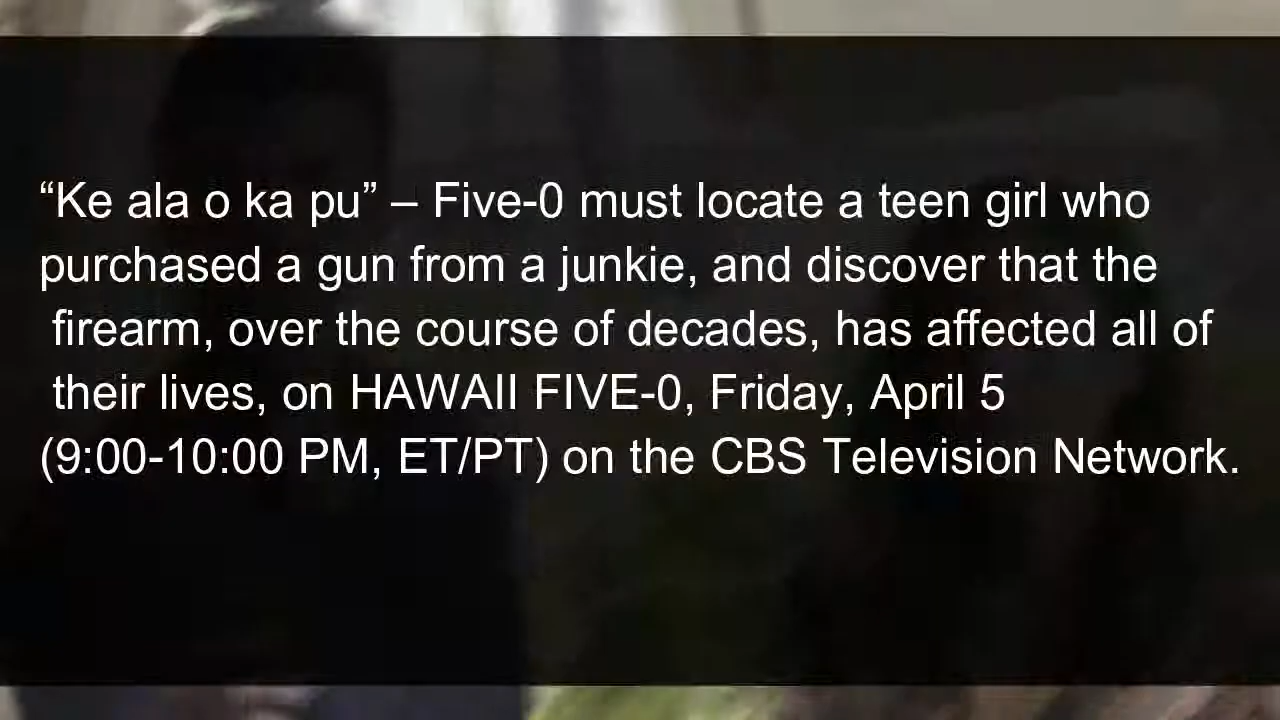 “Ke ala o ka pu” – Five-0 must locate a teen girl who
purchased a gun from a junkie, and discover that the
firearm, over the course of decades, has affected all of
their lives, on HAWAII FIVE-0, Friday, April 5
(9:00-10:00 PM, ET/PT) on the CBS Television Network.